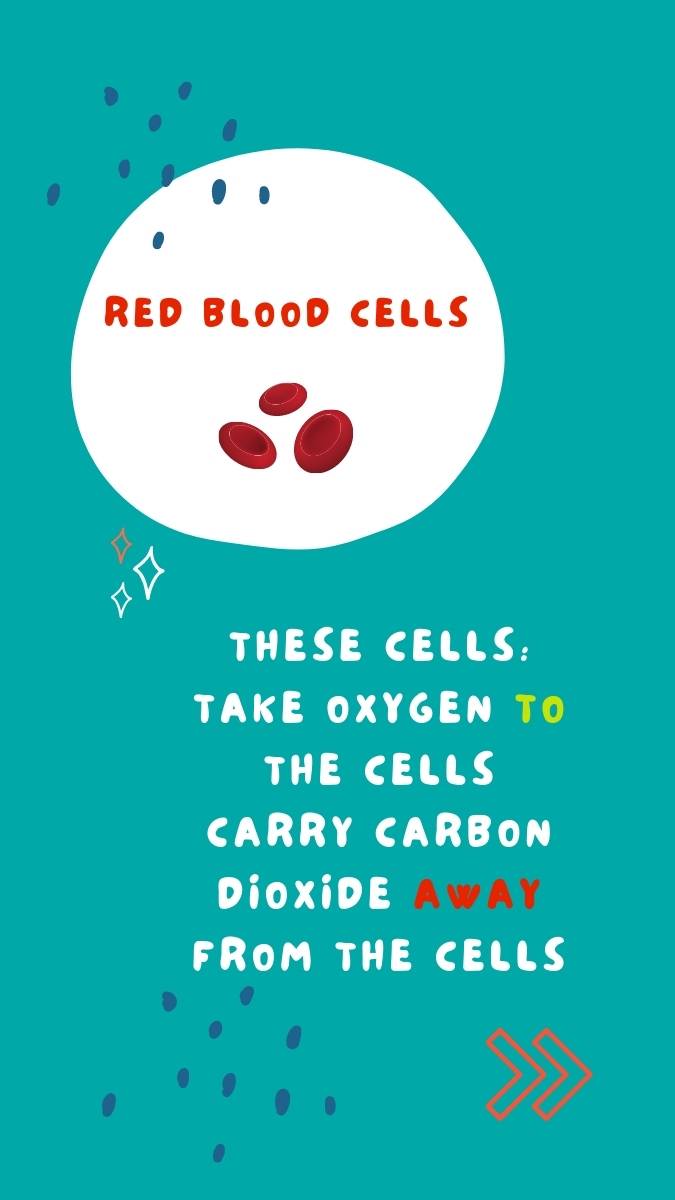 RED BLOOD CELLS
THESE CELLS:
TAKE OXYGEN TO
THE CELLS
CARRY CARBON
DIOXIDE AWAY
FROM THE CELLS